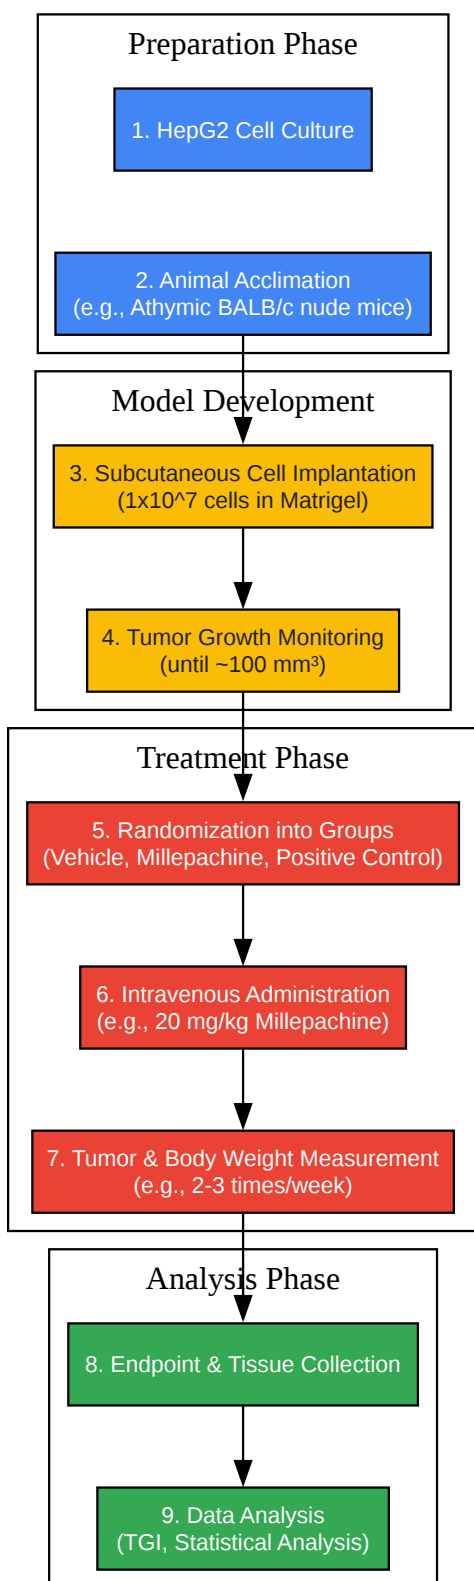 Preparation Phase
1. HepG2 Cell Culture
2. Animal Acclimation
(e.g., Athymic BALB/c nude mice)
Model Development
3. Subcutaneous Cell Implantation
(1x10^7 cells in Matrigel)
4. Tumor Growth Monitoring
(until ~100 mm³)
Treatment Phase
5. Randomization into Groups
(Vehicle, Millepachine, Positive Control)
6. Intravenous Administration
(e.g., 20 mg/kg Millepachine)
7. Tumor & Body Weight Measurement
(e.g., 2-3 times/week)
Analysis Phase
8. Endpoint & Tissue Collection
9. Data Analysis
(TGI, Statistical Analysis)